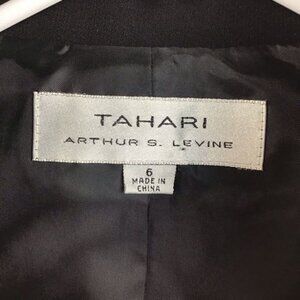 TAHARI
ARTHUR S. LEVINE
6
MADE IN
CHINA